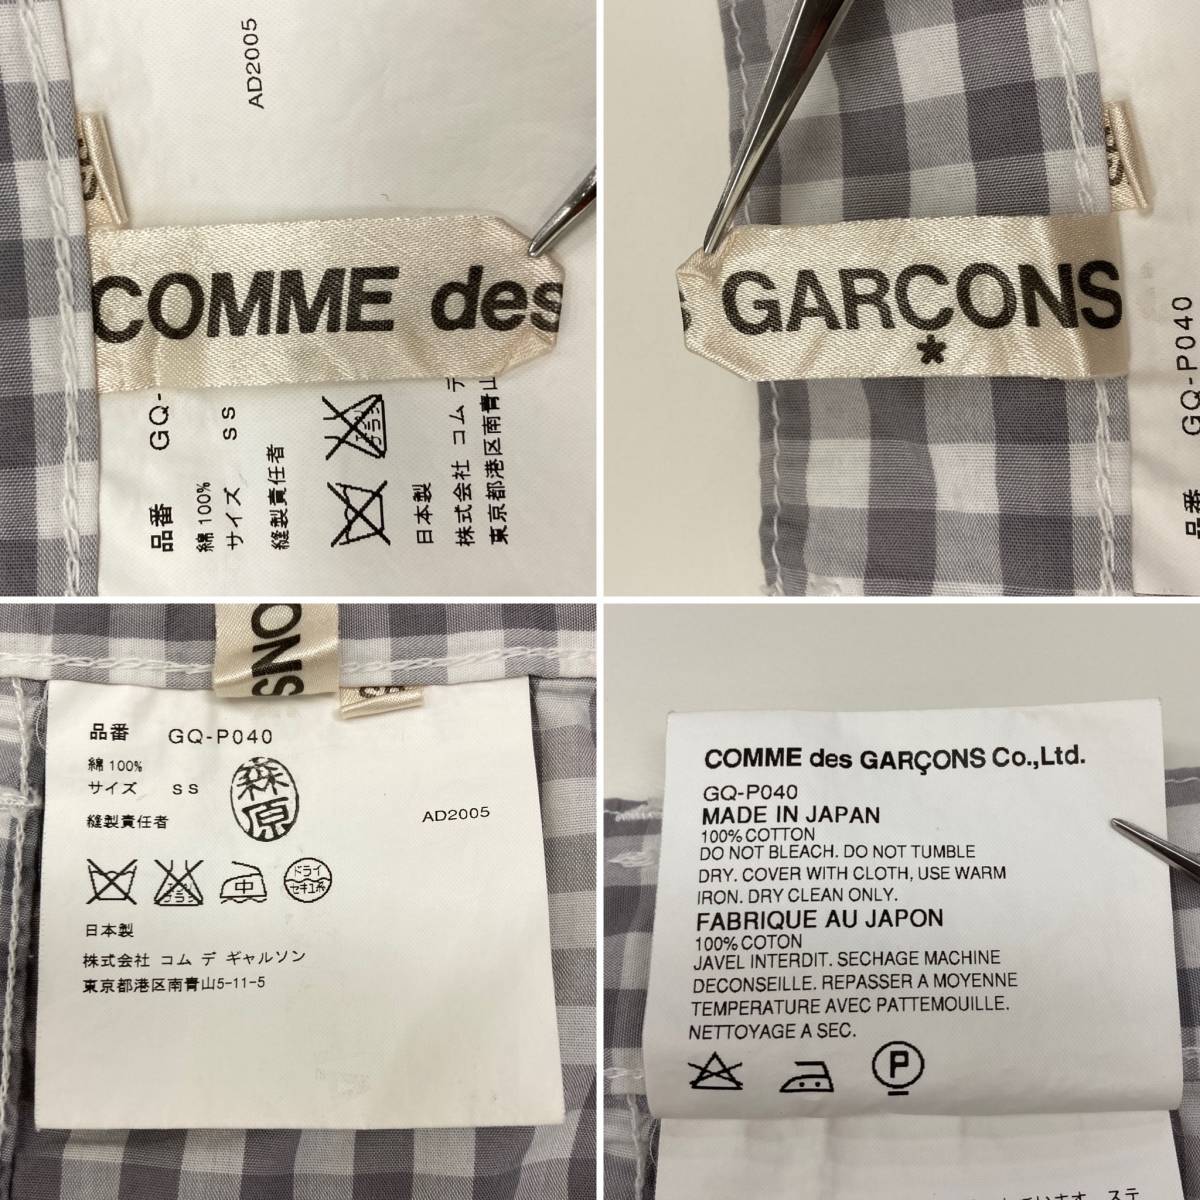 AD2005
COMME des
GQ-
品番
綿 100%
サイズ SS
縫製責任者
日本製
株式会社 コム デ
東京都港区南青山
GARÇONS
*
GQ-P040
品番
ONS
品番 GQ-P040
綿 100%
サイズ SS
縫製責任者
森原
AD2005
ドライ
セキユ系
中
日本製
株式会社 コム デ ギャルソン
東京都港区南青山5-11-5
COMME des GARÇONS Co.,Ltd.
GQ-P040
MADE IN JAPAN
100% COTTON
DO NOT BLEACH. DO NOT TUMBLE
DRY. COVER WITH CLOTH, USE WARM
IRON. DRY CLEAN ONLY.
FABRIQUE AU JAPON
100% COTON
JAVEL INTERDIT. SECHAGE MACHINE
DECONSEILLE. REPASSER A MOYENNE
TEMPERATURE AVEC PATTEMOUILLE.
NETTOYAGE A SEC.
P